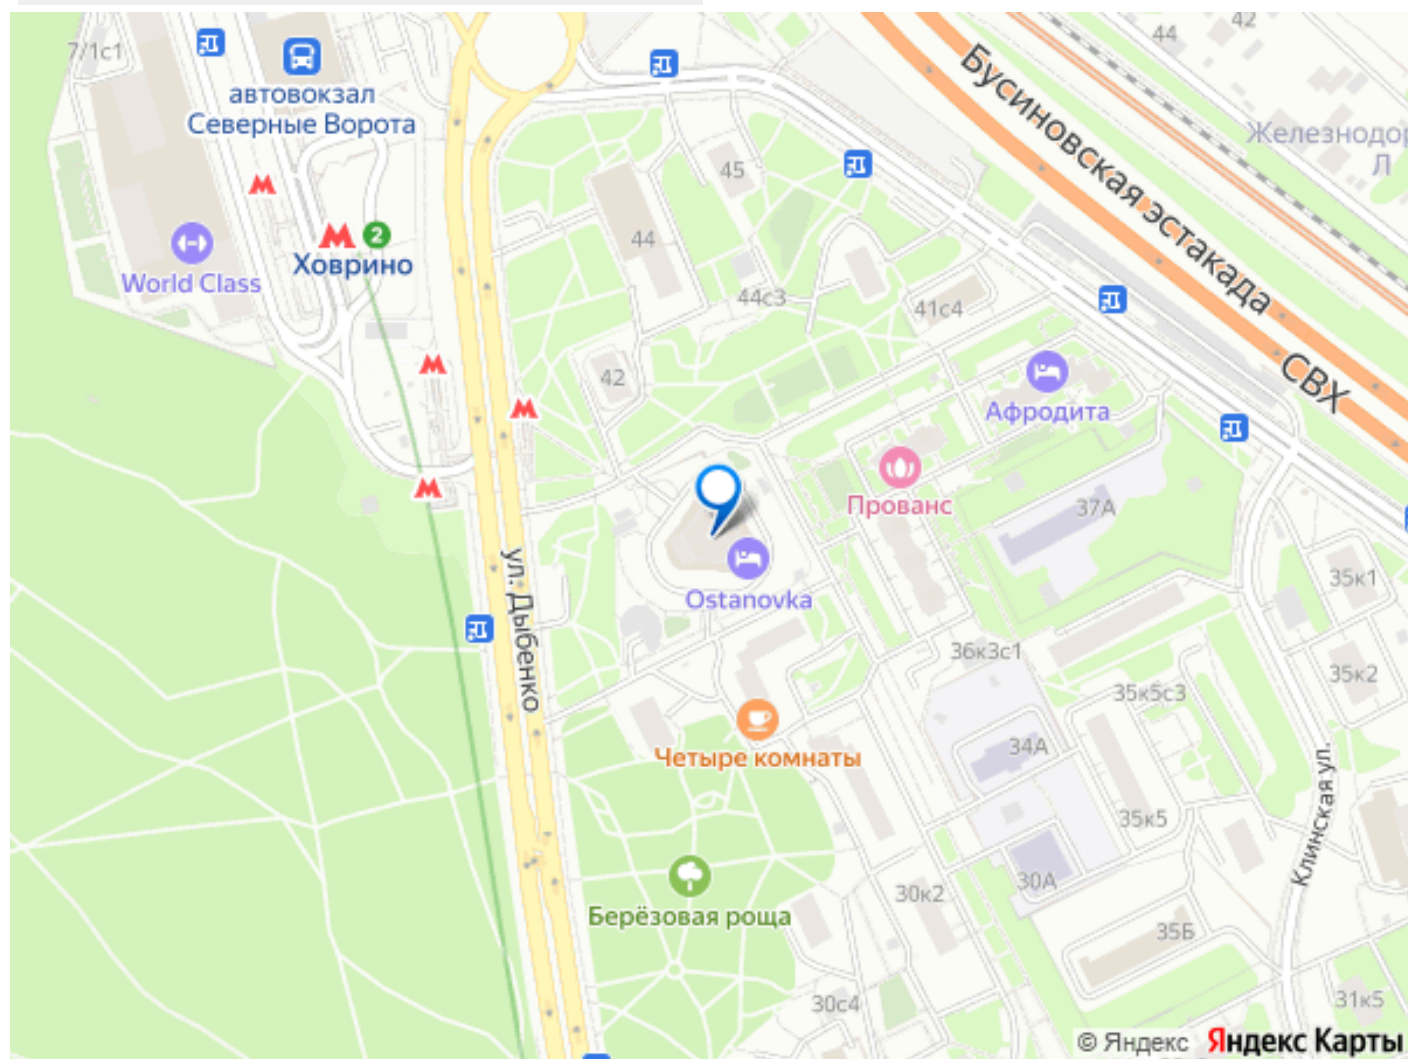 7/1с1
автовокзал
Северные Ворота
World Class
2
Ховрино
45
44
44с3
42
41с4
44
42
Бусиновская эстакада
СВХ
Железнодор
Л
Афродита
Прованс
37А
Ostanovka
ул. Дыбенко
35к1
36к3с1
35к2
35к5с3
Четыре комнаты
34А
Клинская ул.
35к5
Берёзовая роща
30А
30к2
35Б
30с4
31к5
© Яндекс Яндекс Карты